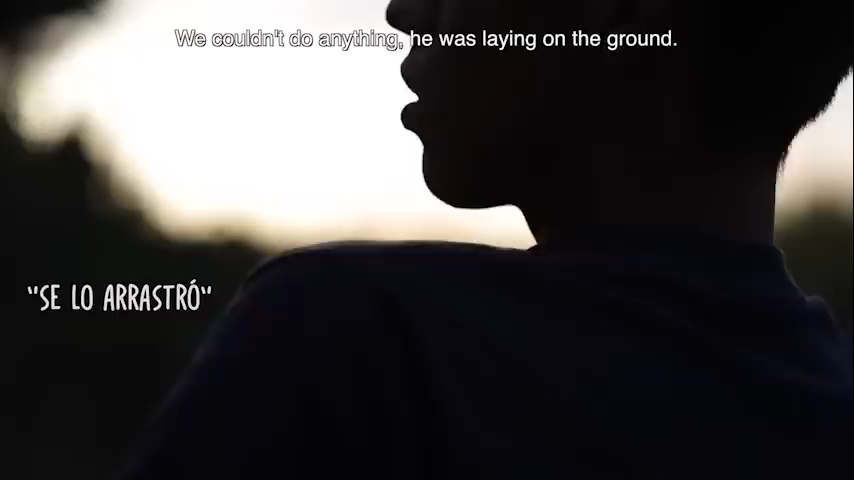 We couldn't do anything, he was laying on the ground.
"SE LO ARRASTRÓ"